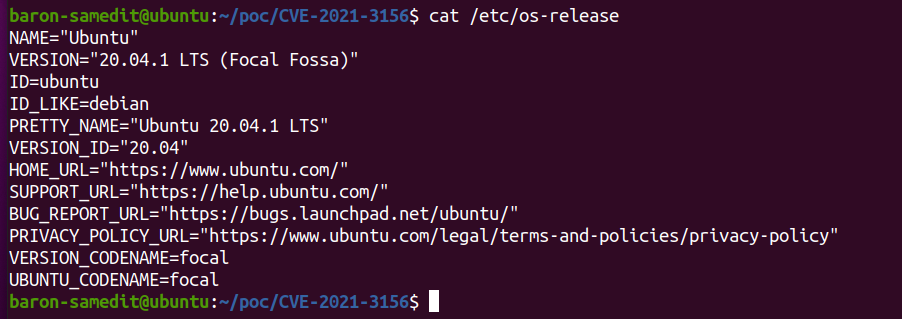 baron-samedit@ubuntu:~/poc/CVE-2021-3156$ cat /etc/os-release
NAME="Ubuntu"
VERSION="20.04.1 LTS (Focal Fossa)"
ID=ubuntu
ID_LIKE=debian
PRETTY_NAME="Ubuntu 20.04.1 LTS"
VERSION_ID="20.04"
HOME_URL="https://www.ubuntu.com/"
SUPPORT_URL="https://help.ubuntu.com/"
BUG_REPORT_URL="https://bugs.launchpad.net/ubuntu/"
PRIVACY_POLICY_URL="https://www.ubuntu.com/legal/terms-and-policies/privacy-policy"
VERSION_CODENAME=focal
UBUNTU_CODENAME=focal
baron-samedit@ubuntu:~/poc/CVE-2021-3156$